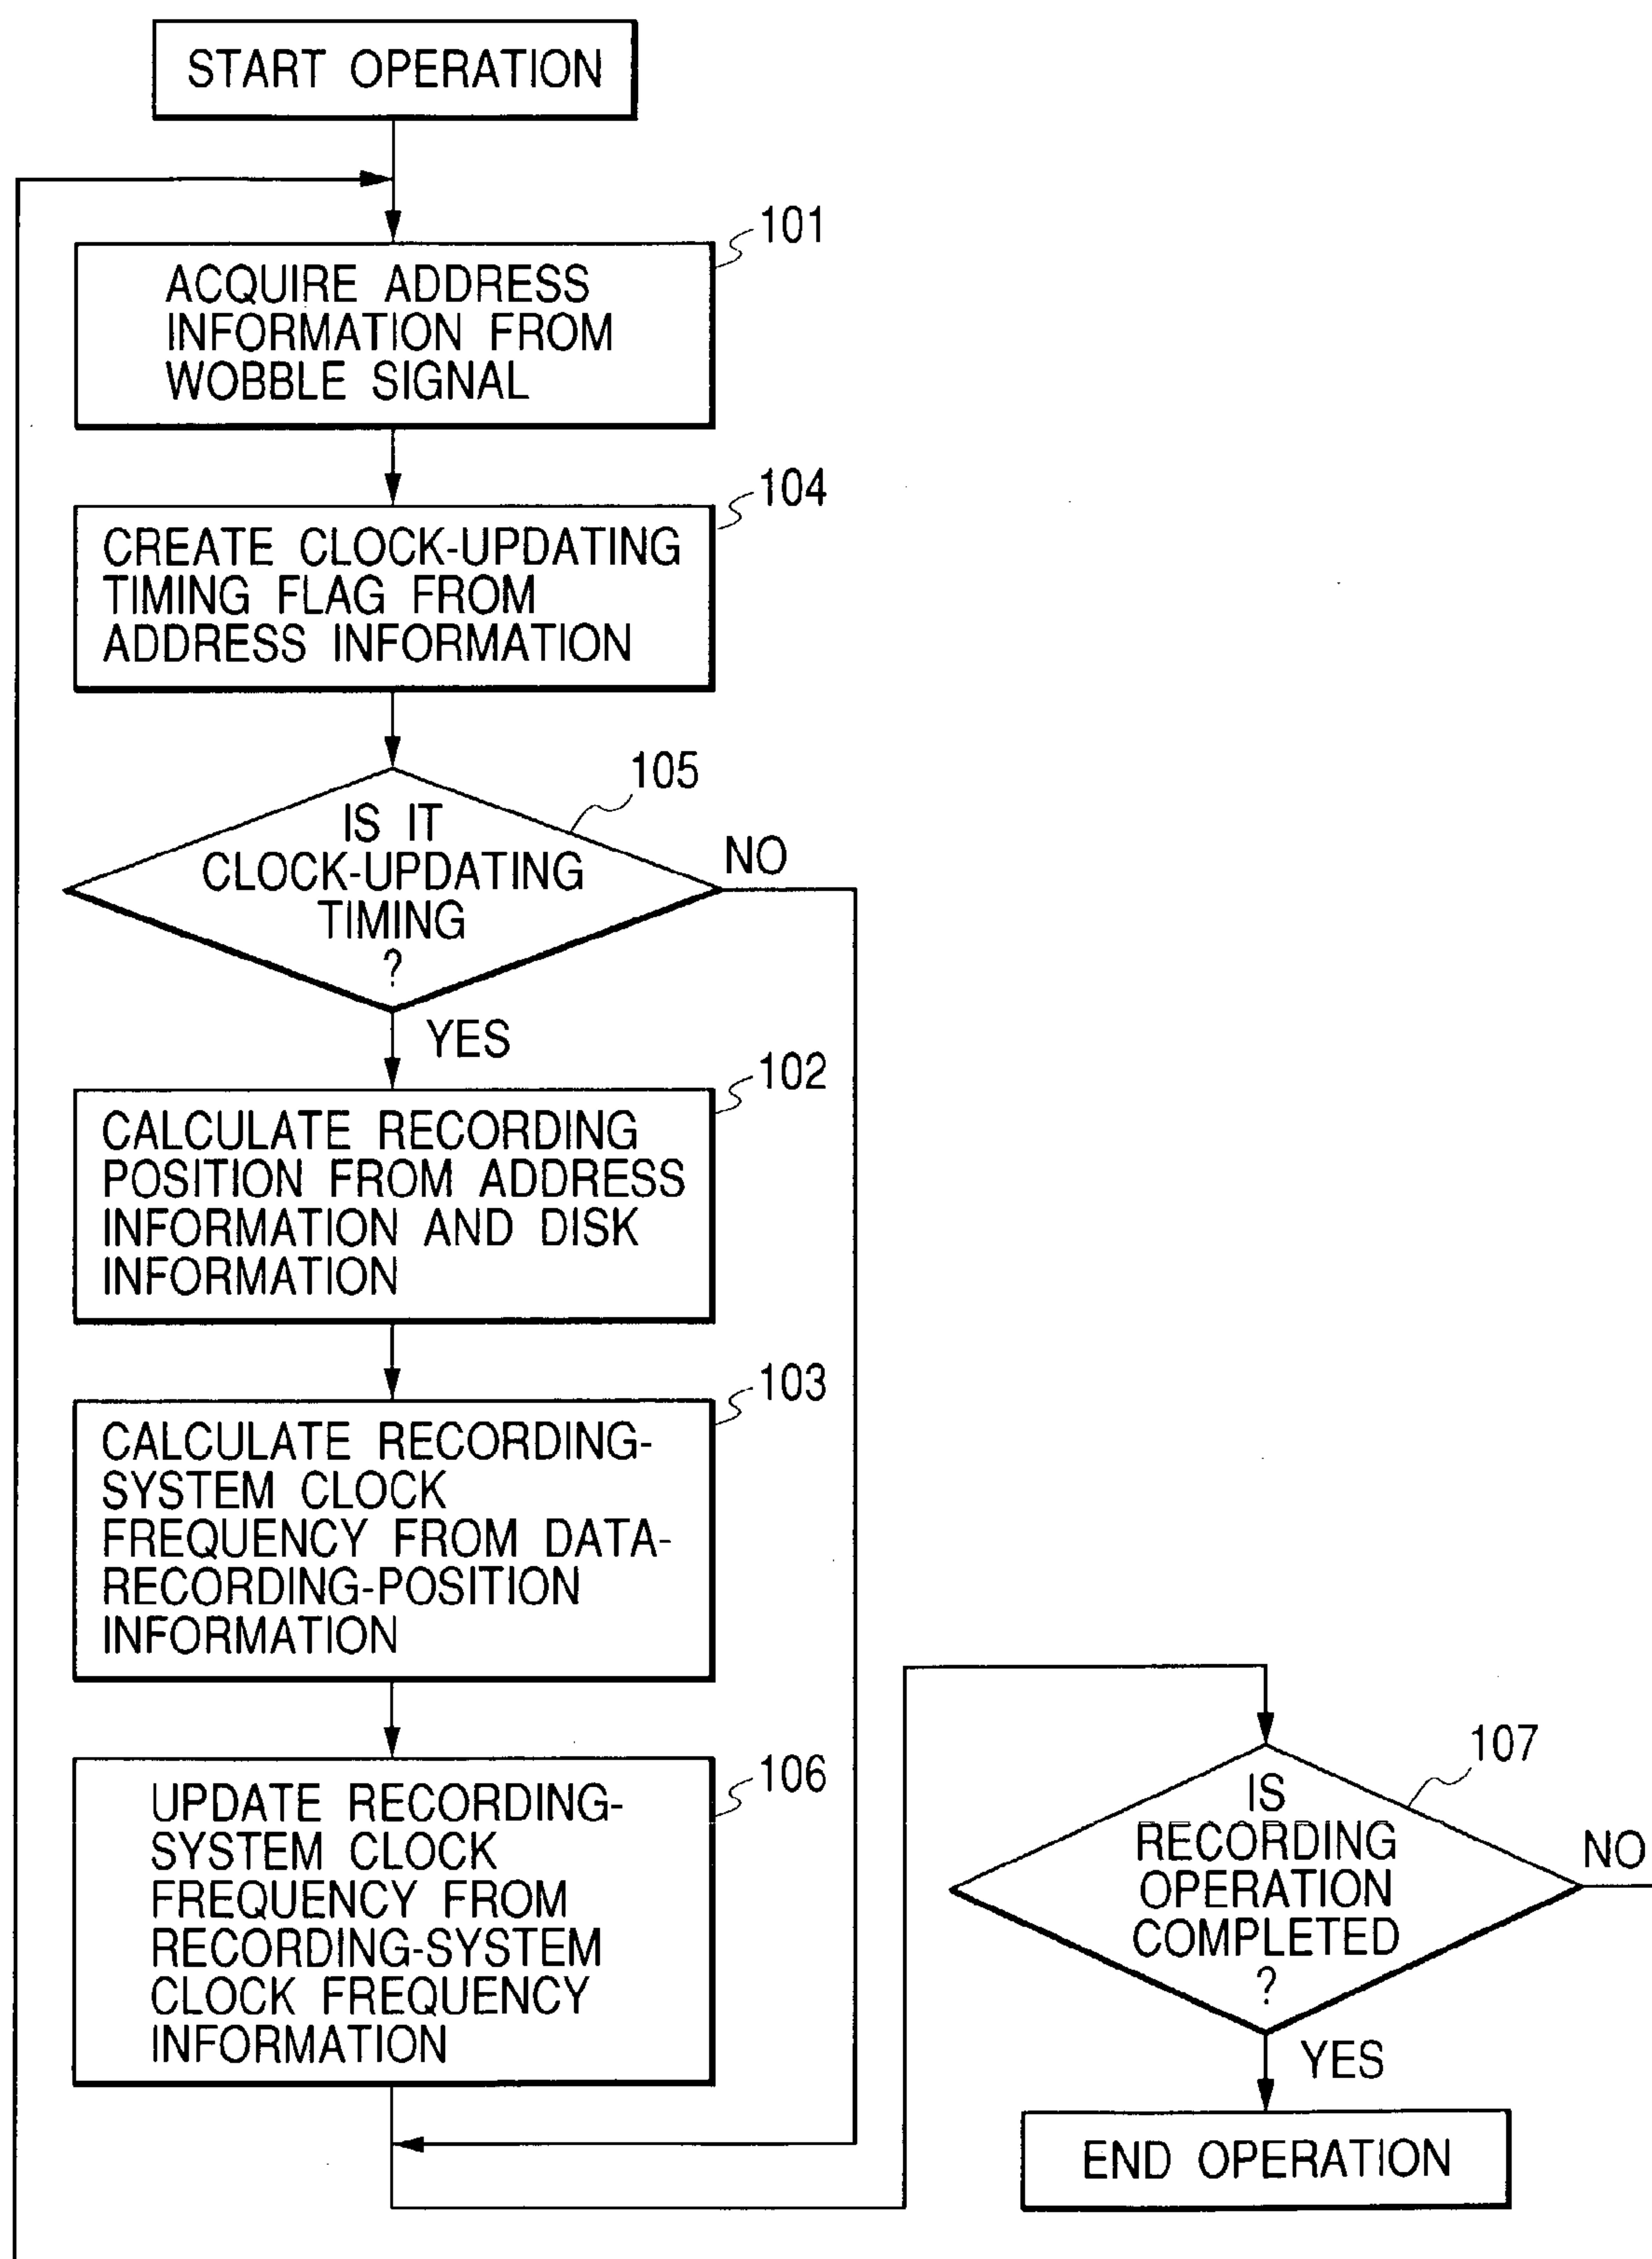 START OPERATION
101
ACQUIRE ADDRESS
INFORMATION FROM
WOBBLE SIGNAL
104
CREATE CLOCK-UPDATING
TIMING FLAG FROM
ADDRESS INFORMATION
105
IS IT
CLOCK-UPDATING
TIMING
?
NO
YES
102
CALCULATE RECORDING
POSITION FROM ADDRESS
INFORMATION AND DISK
INFORMATION
103
CALCULATE RECORDING-
SYSTEM CLOCK
FREQUENCY FROM DATA-
RECORDING-POSITION
INFORMATION
106
UPDATE RECORDING-
SYSTEM CLOCK
FREQUENCY FROM
RECORDING-SYSTEM
CLOCK FREQUENCY
INFORMATION
107
IS
RECORDING
OPERATION
COMPLETED
?
NO
YES
END OPERATION